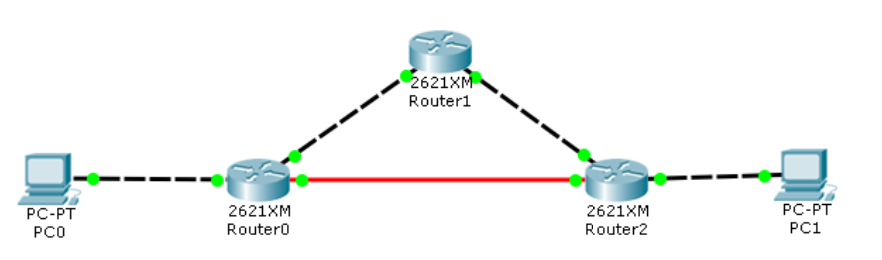 2621XM
Router1
PC-PT
PC0
2621XM
Router0
2621XM
Router2
PC-PT
PC1